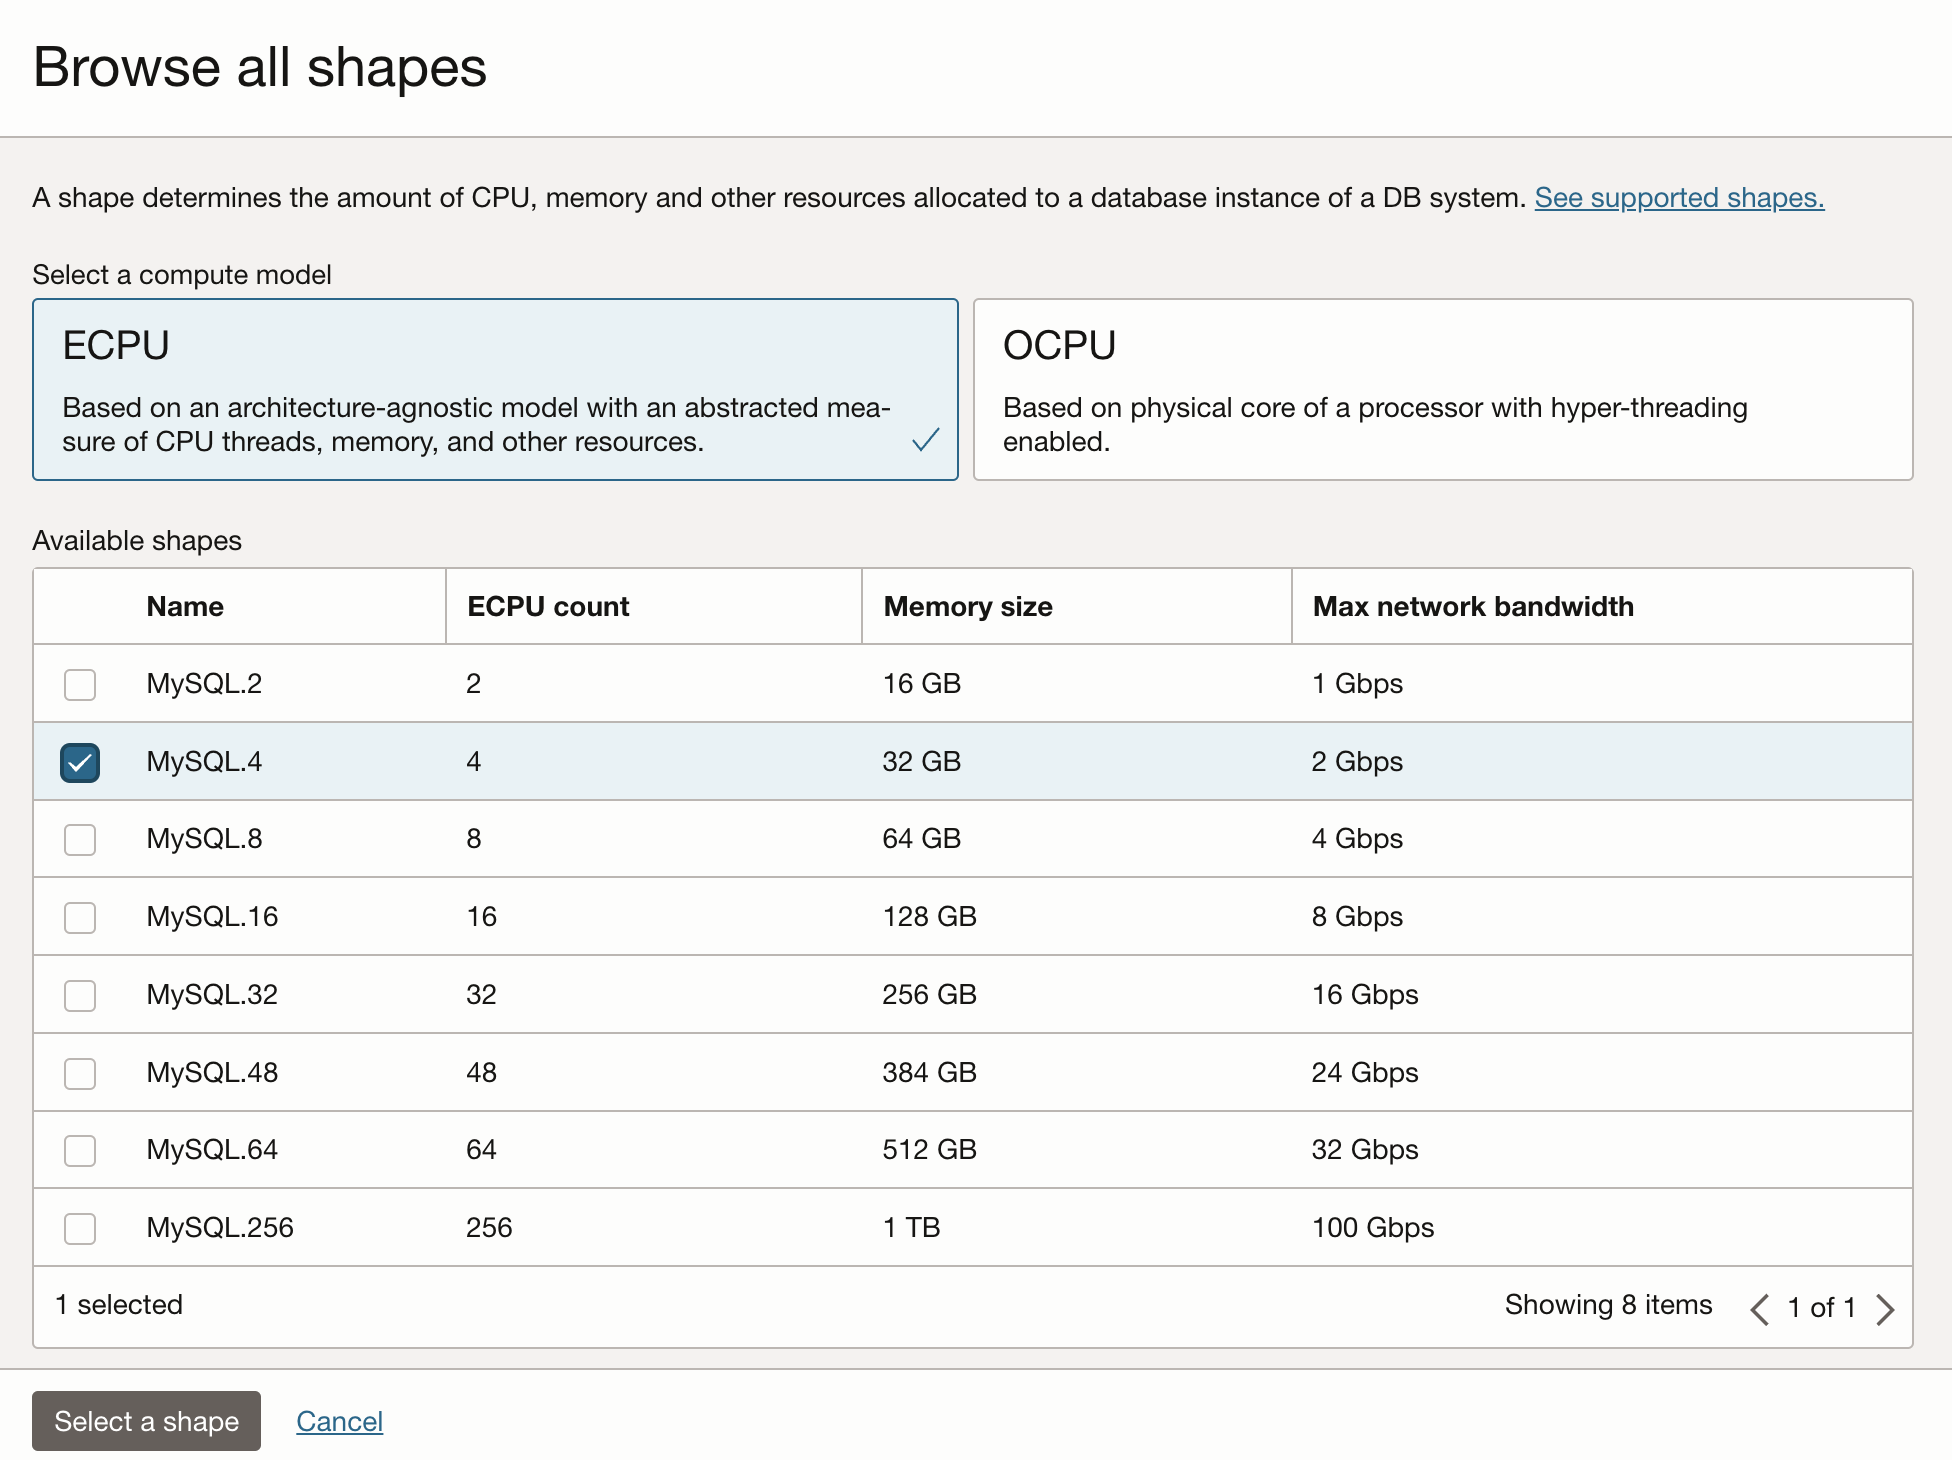 Browse all shapes
A shape determines the amount of CPU, memory and other resources allocated to a database instance of a DB system. See supported shapes.
Select a compute model
ECPU
Based on an architecture-agnostic model with an abstracted mea-
sure of CPU threads, memory, and other resources.
OCPU
Based on physical core of a processor with hyper-threading
enabled.
Available shapes
Name ECPU count Memory size Max network bandwidth
MySQL.2 2 16 GB 1 Gbps
MySQL.4 4 32 GB 2 Gbps
MySQL.8 8 64 GB 4 Gbps
MySQL.16 16 128 GB 8 Gbps
MySQL.32 32 256 GB 16 Gbps
MySQL.48 48 384 GB 24 Gbps
MySQL.64 64 512 GB 32 Gbps
MySQL.256 256 1 TB 100 Gbps
1 selected Showing 8 items 1 of 1
Select a shape Cancel